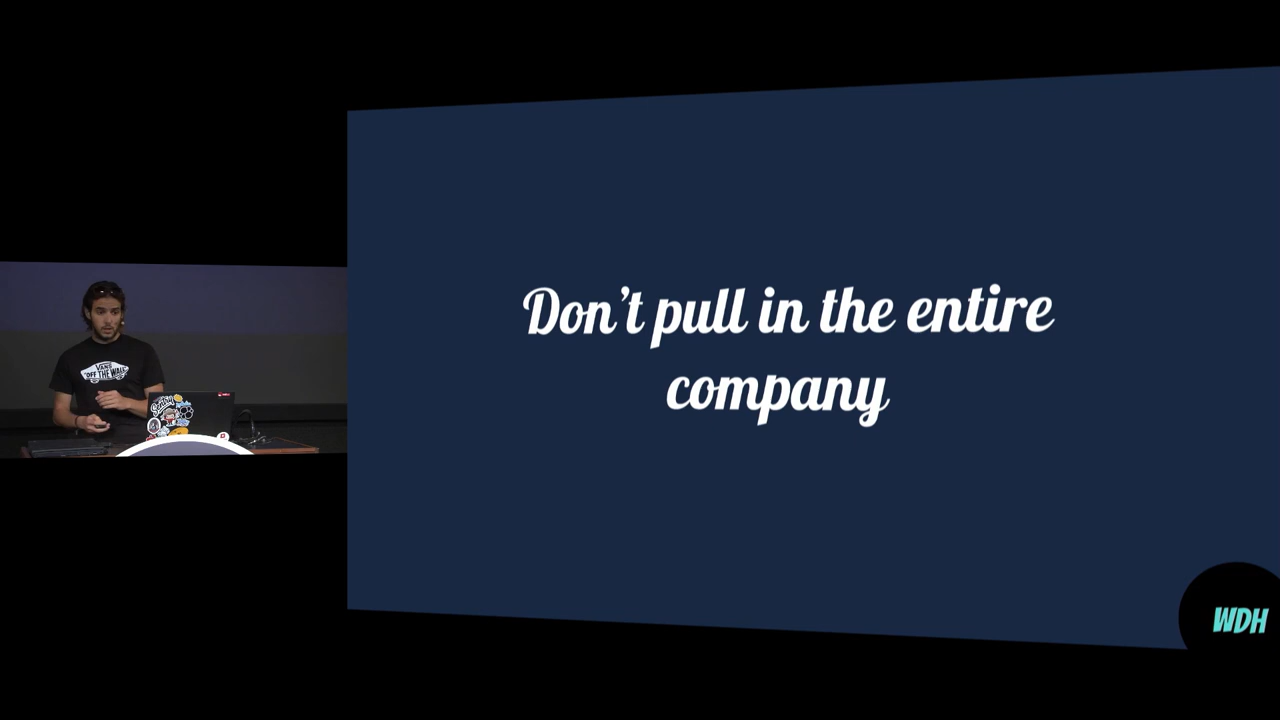 Don't pull in the entire
company
VANS
"OFF THE WALL"
WDH